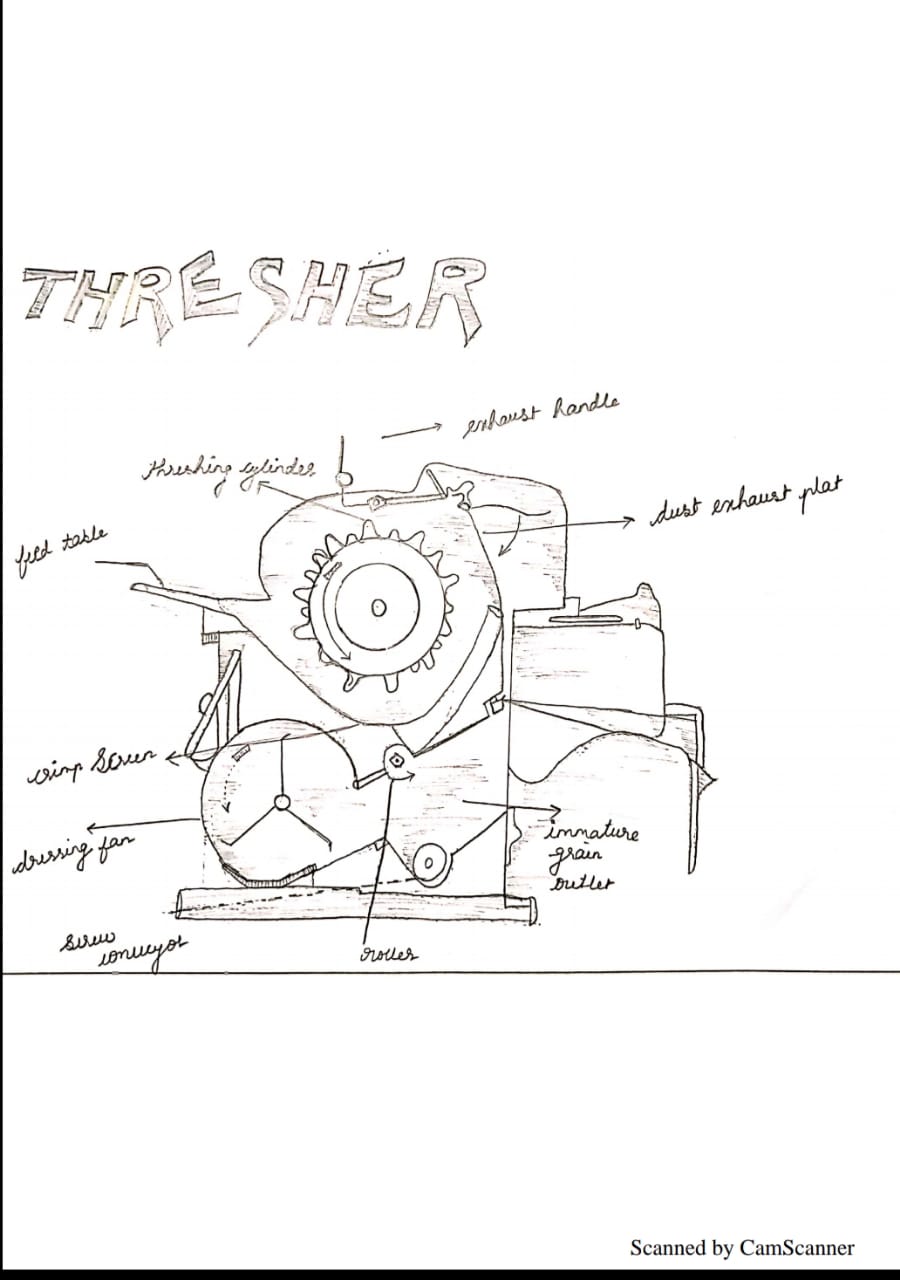 THRESHER
exhaust handle
threshing cylinder
dust exhaust plat
feed table
wimp Screen
dressing fan
immature
grain
outlet
screw
conveyor
roller
Scanned by CamScanner